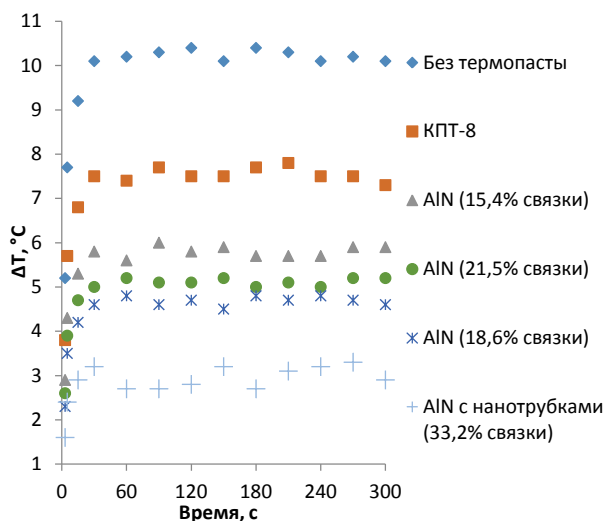 11
10
9
8
7
6
5
4
3
2
1
ΔТ, °С
0
60
120
180
240
300
Время, с
Без термопасты
КПТ-8
AlN (15,4% связки)
AlN (21,5% связки)
AlN (18,6% связки)
AlN с нанотрубками
(33,2% связки)